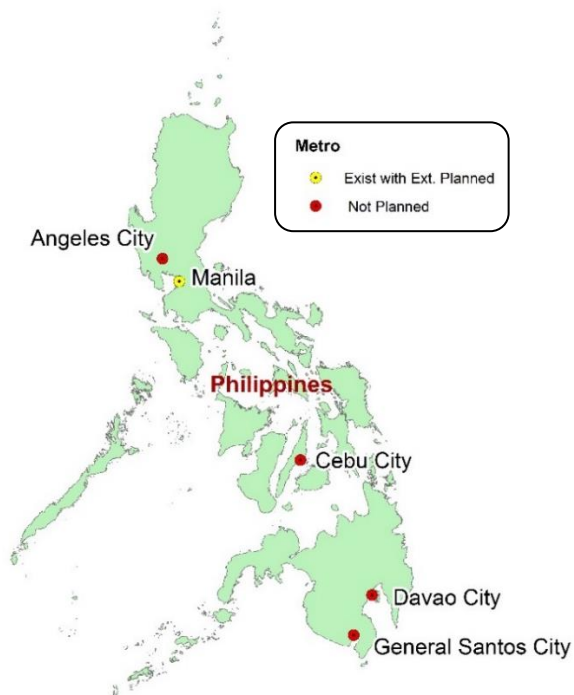 Metro
Exist with Ext. Planned
Not Planned
Angeles City
Manila
Philippines
Cebu City
Davao City
General Santos City